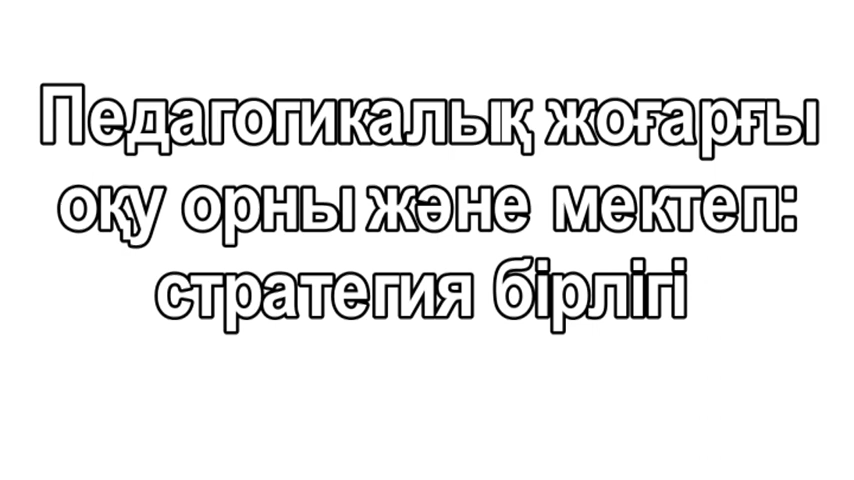 Педагогикалық жоғарғы
оқу орны және мектеп:
стратегия бірлігі